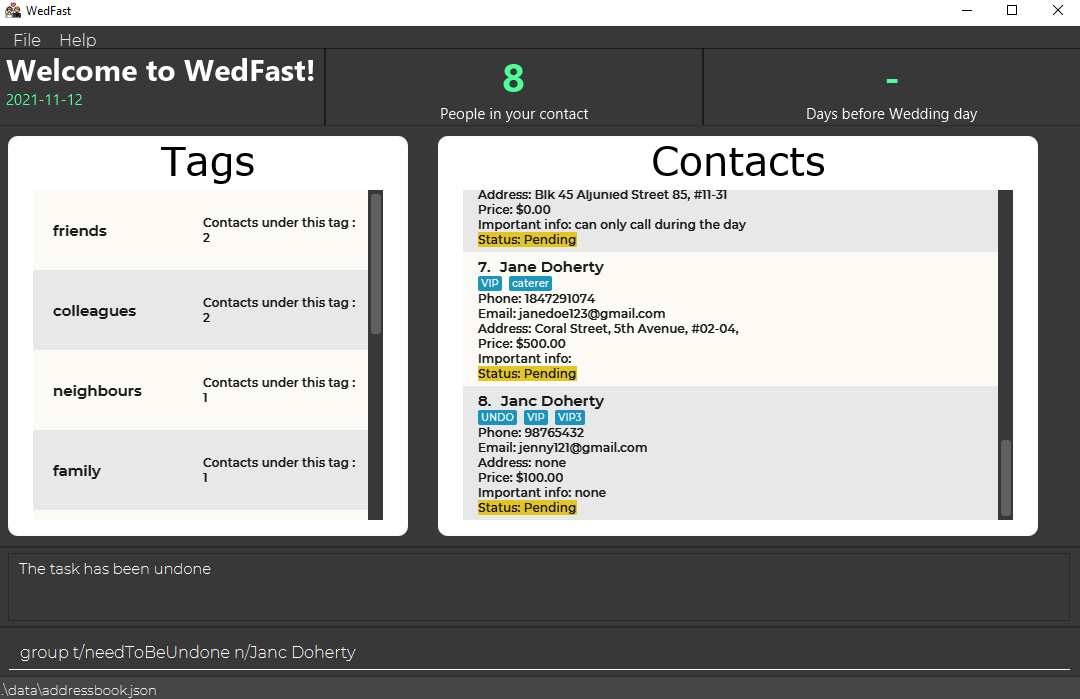 WedFast
File Help
Welcome to WedFast!
2021-11-12
8
People in your contact
-
Days before Wedding day
Tags
friends
Contacts under this tag :
2
colleagues
Contacts under this tag :
2
neighbours
Contacts under this tag :
1
family
Contacts under this tag :
1
Contacts
Address: Blk 45 Aljunied Street 85, #11-31
Price: $0.00
Important info: can only call during the day
Status: Pending
7. Jane Doherty
VIP caterer
Phone: 1847291074
Email: janedoe123@gmail.com
Address: Coral Street, 5th Avenue, #02-04,
Price: $500.00
Important info:
Status: Pending
8. Janc Doherty
UNDO VIP VIP3
Phone: 98765432
Email: jenny121@gmail.com
Address: none
Price: $100.00
Important info: none
Status: Pending
The task has been undone
group t/needToBeUndone n/Janc Doherty
.\data\addressbook.json